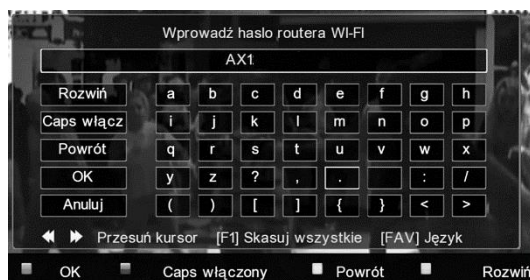 Wprowadź haslo routera WI-FI
AX1
Rozwiń a b c d e f g h
Caps włącz i j k l m n o p
Powrót q r s t u v w x
OK y z ? , . : /
Anuluj ( ) [ ] { } < >
Przesuń kursor [F1] Skasuj wszystkie [FAV] Język
OK Caps włączony Powrót Rozwiń